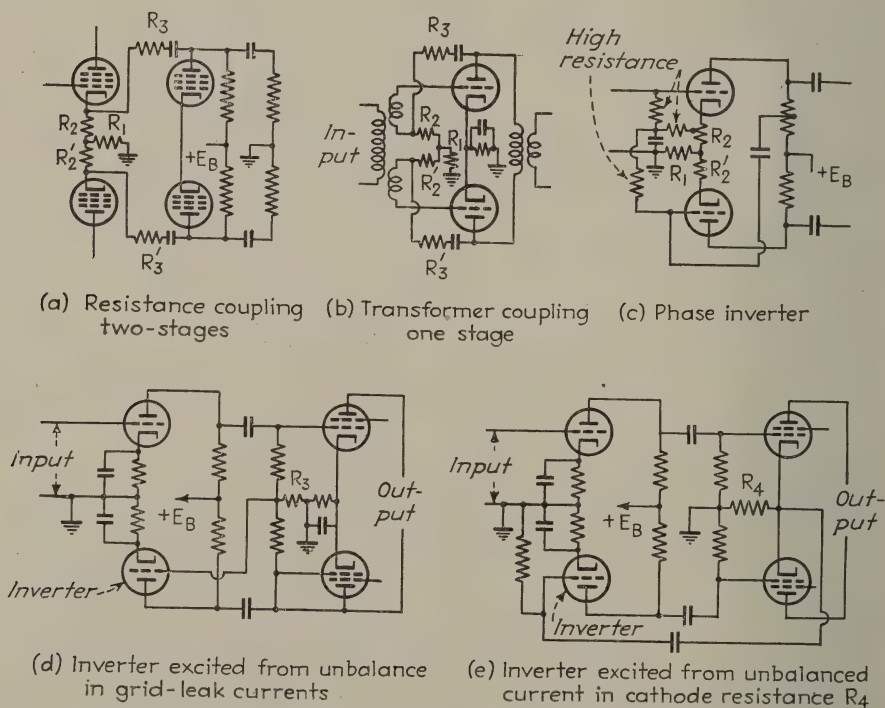 R3
R2
R1
R2'
+EB
R3'
(a) Resistance coupling
two-stages
R3
In-
put
R2
R1
R2'
R3'
(b) Transformer coupling
one stage
High
resistance
R2
R1
R2'
+EB
(c) Phase inverter
Input
+EB
R3
Out-
put
Inverter
(d) Inverter excited from unbalance
in grid-leak currents
Input
+EB
R4
Out-
put
Inverter
(e) Inverter excited from unbalanced
current in cathode resistance R4